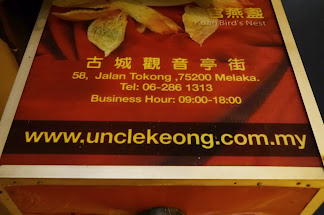 燕盞
Bird's Nest
古城觀音亭街
58, Jalan Tokong ,75200 Melaka.
Tel: 06-286 1313
Business Hour: 09:00-18:00
www.unclekeong.com.my